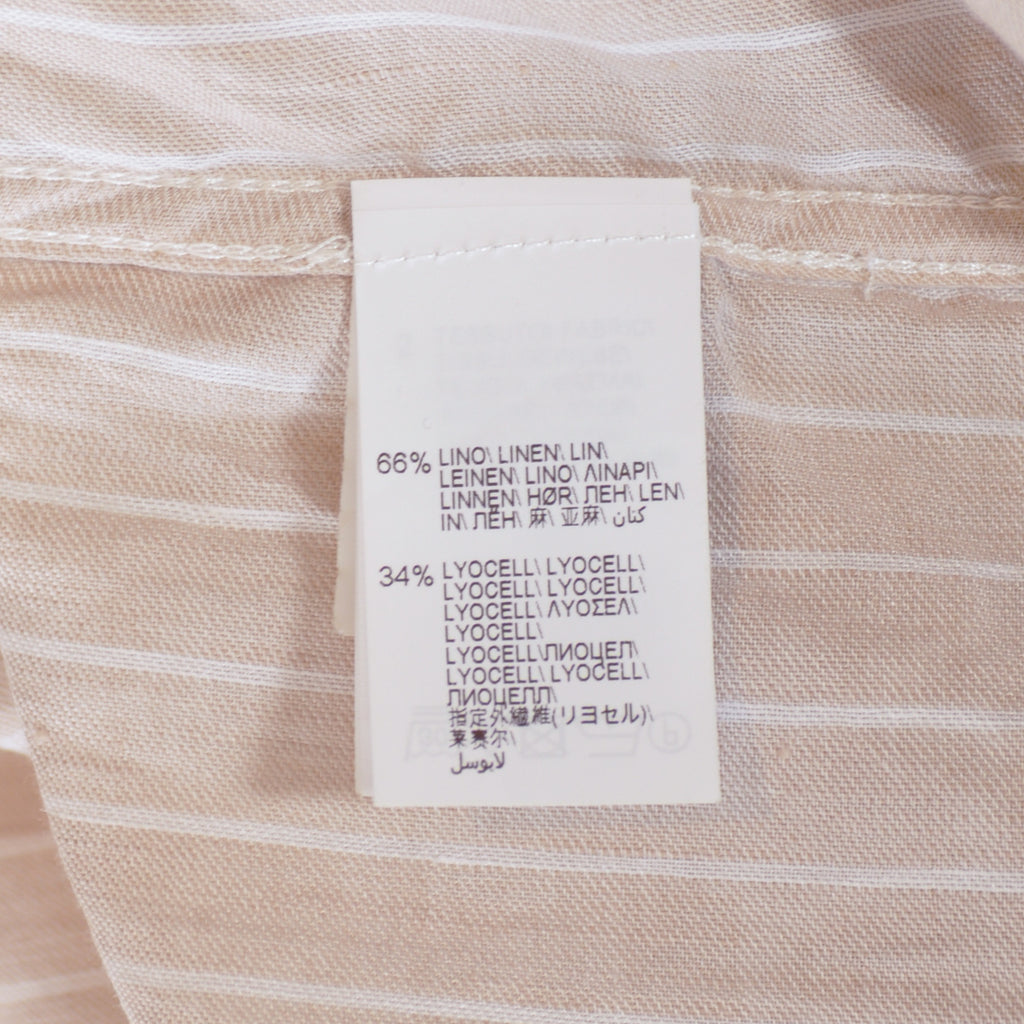 66% LINO\ LINEN\ LIN\
LEINEN\ LINO\ ΛΙΝΑΡΙ\
LINNEN\ HØR\ ЛЕН\ LEN\
IN\ ЛЁН\ 麻\ 亚麻\ كتان
34% LYOCELL\ LYOCELL\
LYOCELL\ LYOCELL\
LYOCELL\ ΛΥΟΣΕΛ\
LYOCELL\
LYOCELL\ЛИОЦЕЛ\
LYOCELL\ LYOCELL\
ЛИОЦЕЛЛ\
指定外繊維(リヨセル)\
莱赛尔\
لايوسل